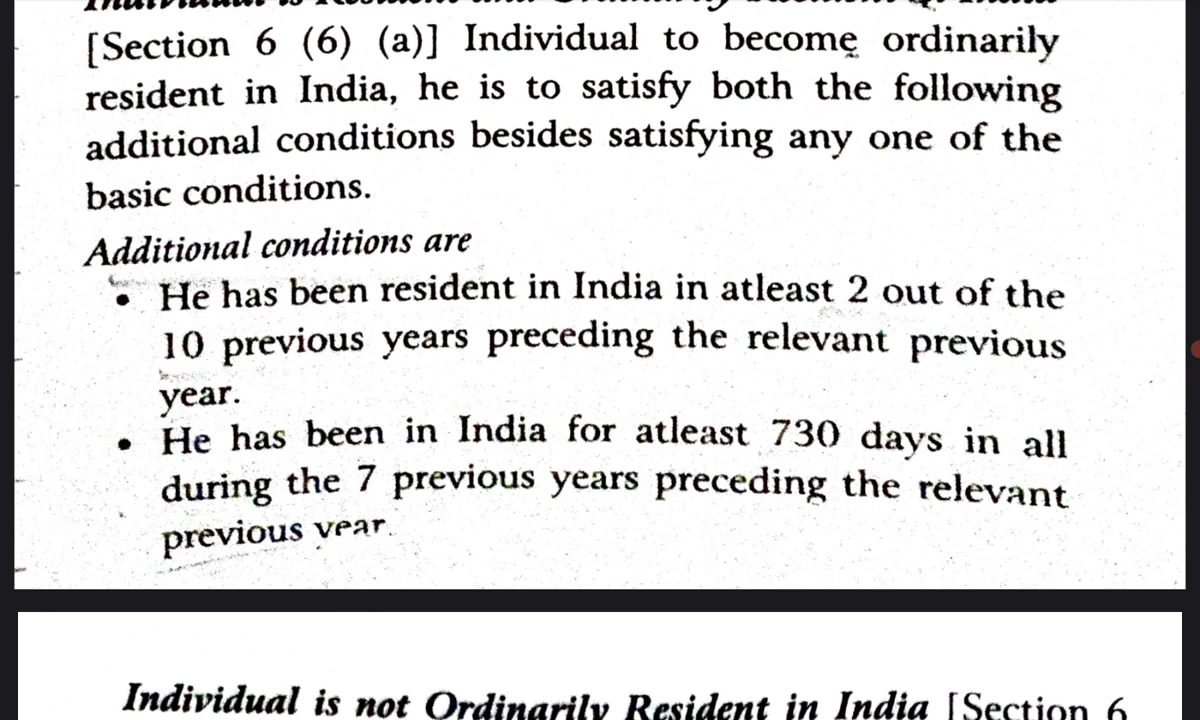 [Section 6 (6) (a)] Individual to become ordinarily
resident in India, he is to satisfy both the following
additional conditions besides satisfying any one of the
basic conditions.
Additional conditions are
• He has been resident in India in atleast 2 out of the
10 previous years preceding the relevant previous
year.
• He has been in India for atleast 730 days in all
during the 7 previous years preceding the relevant
previous year.
Individual is not Ordinarily Resident in India [Section 6